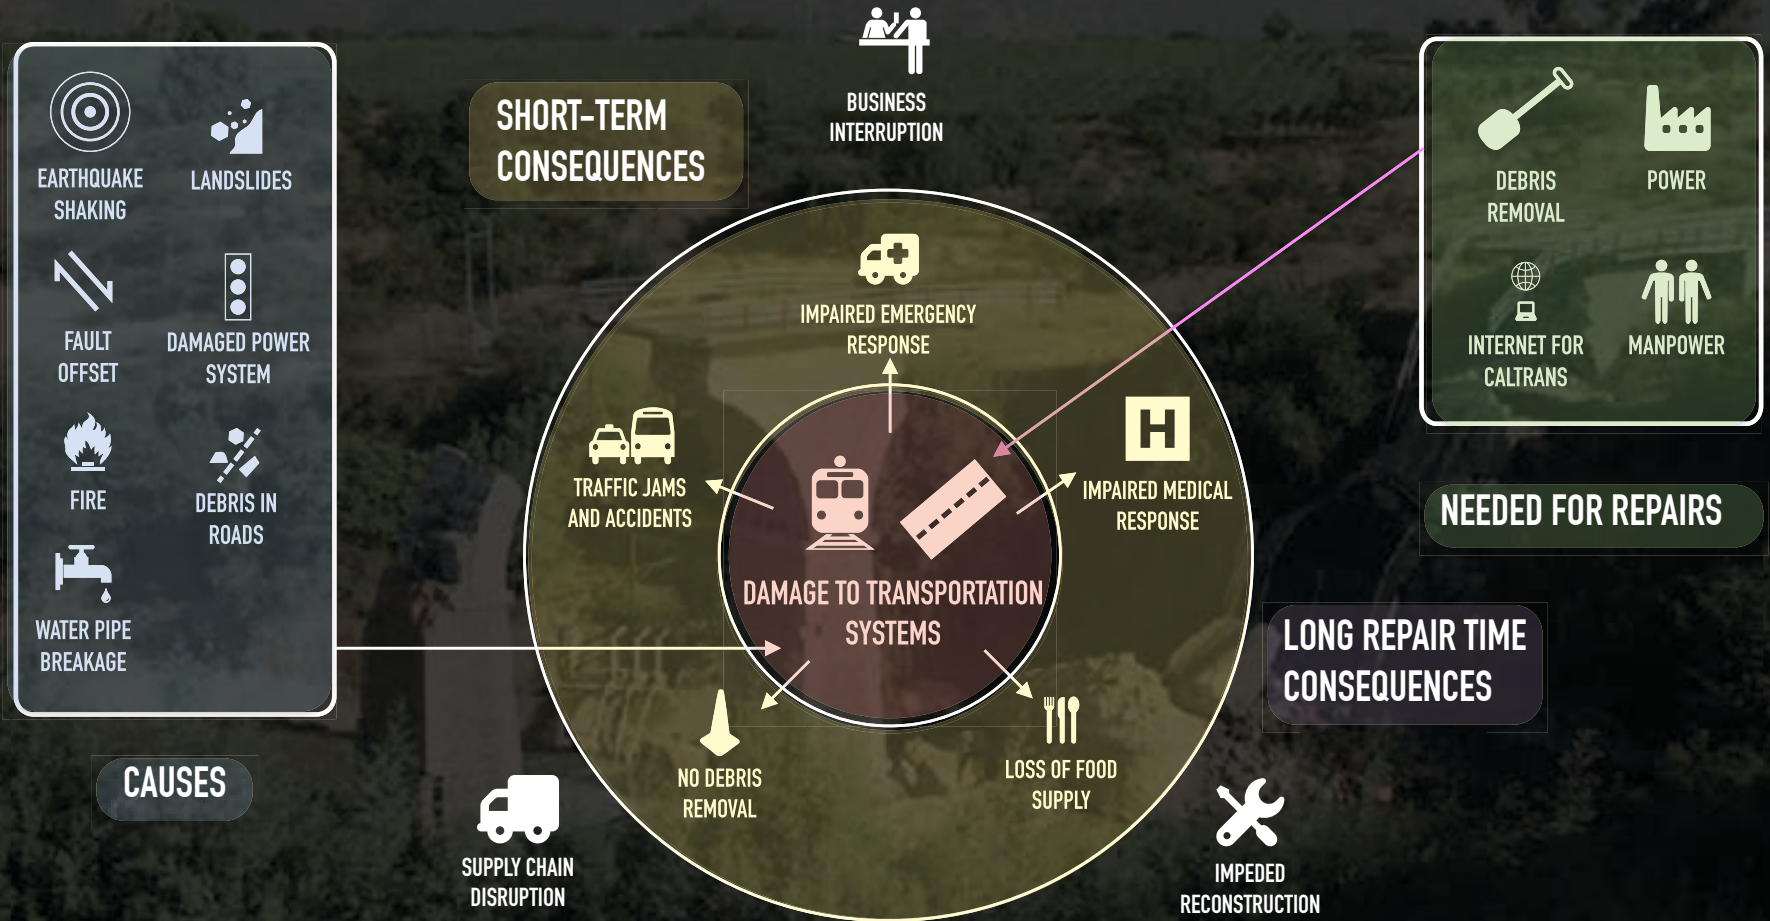 EARTHQUAKE
SHAKING
LANDSLIDES
FAULT
OFFSET
DAMAGED POWER
SYSTEM
FIRE
DEBRIS IN
ROADS
WATER PIPE
BREAKAGE
CAUSES
SHORT-TERM
CONSEQUENCES
BUSINESS
INTERRUPTION
IMPAIRED EMERGENCY
RESPONSE
TRAFFIC JAMS
AND ACCIDENTS
H
IMPAIRED MEDICAL
RESPONSE
DAMAGE TO TRANSPORTATION
SYSTEMS
NO DEBRIS
REMOVAL
LOSS OF FOOD
SUPPLY
SUPPLY CHAIN
DISRUPTION
IMPEDED
RECONSTRUCTION
DEBRIS
REMOVAL
POWER
INTERNET FOR
CALTRANS
MANPOWER
NEEDED FOR REPAIRS
LONG REPAIR TIME
CONSEQUENCES